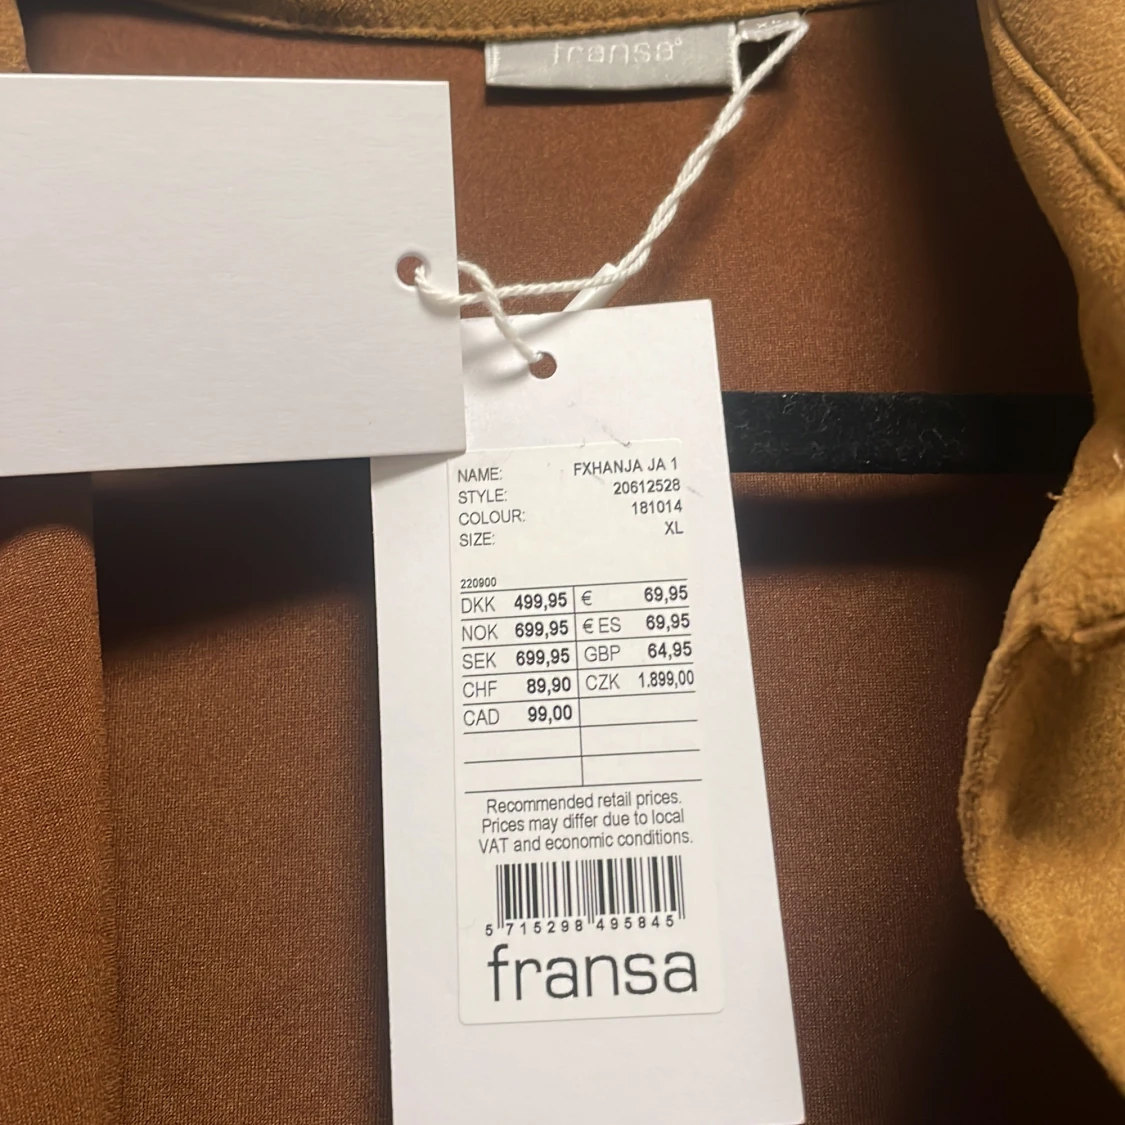 fransa
XL
NAME: FXHANJA JA 1
STYLE: 20612528
COLOUR: 181014
SIZE: XL
220900
DKK 499,95 € 69,95
NOK 699,95 € ES 69,95
SEK 699,95 GBP 64,95
CHF 89,90 CZK 1.899,00
CAD 99,00
Recommended retail prices.
Prices may differ due to local
VAT and economic conditions.
5 715298 495845
fransa